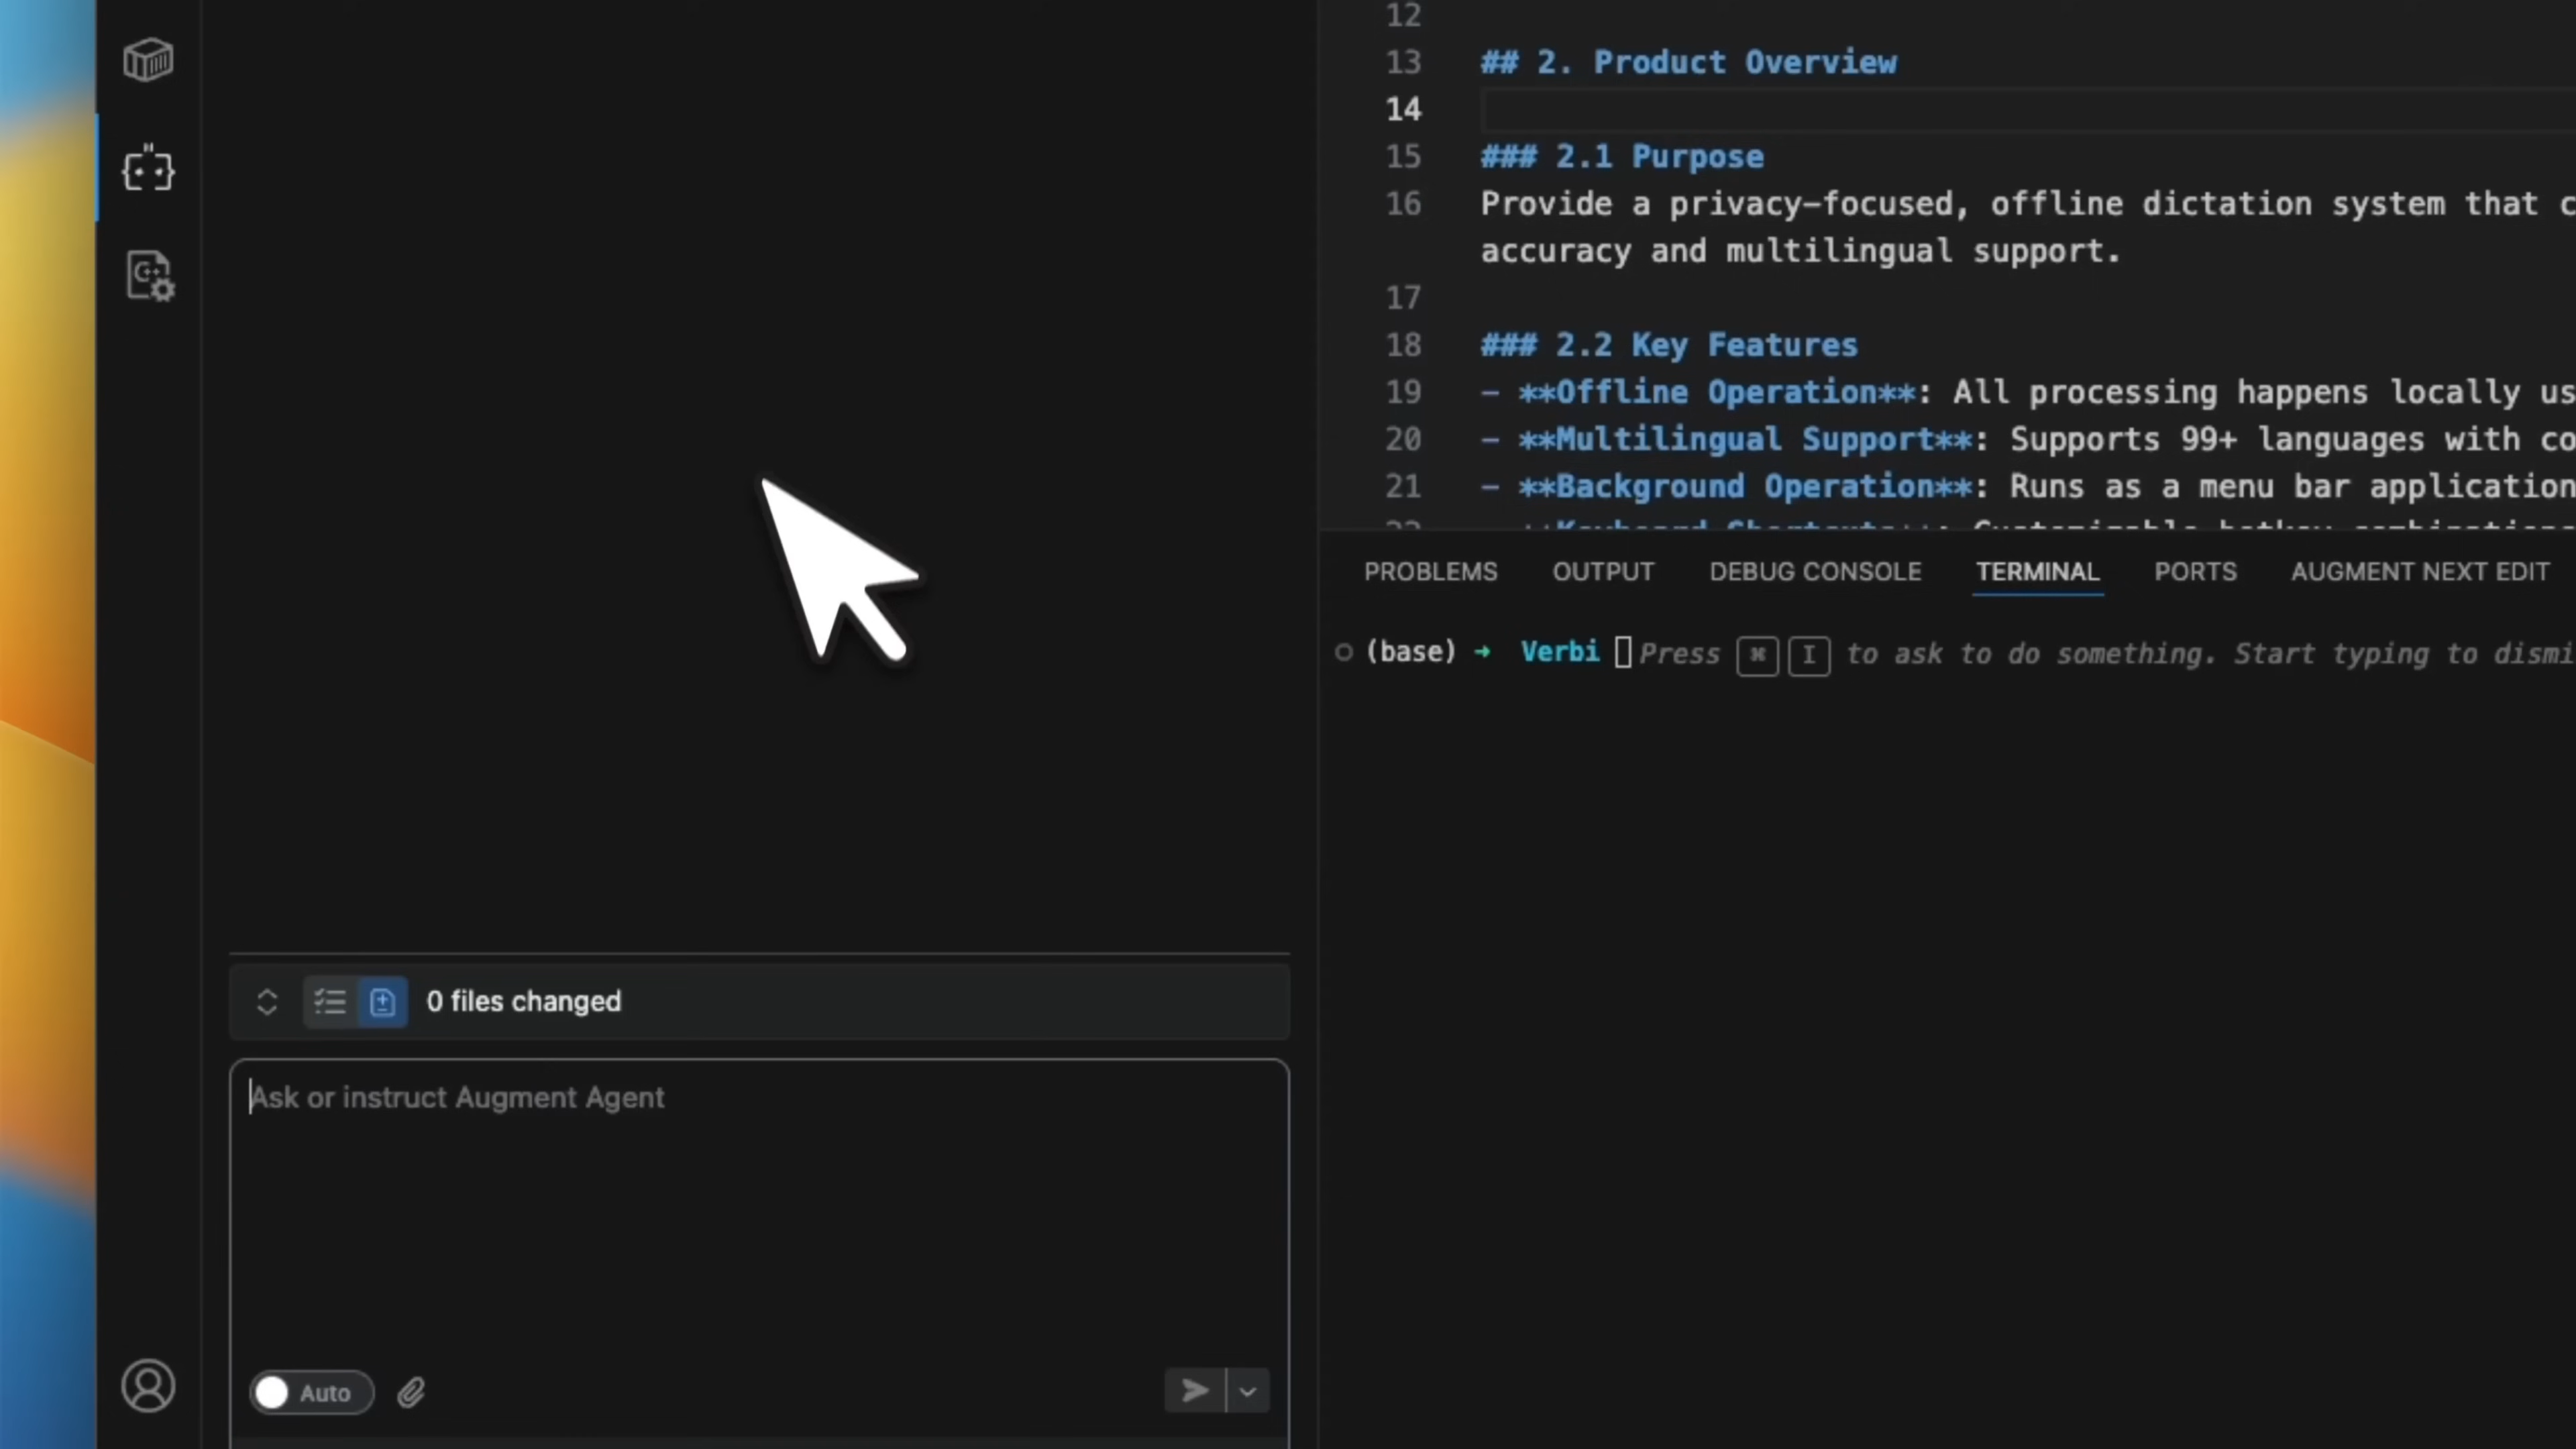 12
13 ## 2. Product Overview
14
15 ### 2.1 Purpose
16 Provide a privacy-focused, offline dictation system that c
accuracy and multilingual support.
17
18 ### 2.2 Key Features
19 - **Offline Operation**: All processing happens locally us
20 - **Multilingual Support**: Supports 99+ languages with co
21 - **Background Operation**: Runs as a menu bar application
PROBLEMS OUTPUT DEBUG CONSOLE TERMINAL PORTS AUGMENT NEXT EDIT
(base) ➜ Verbi Press ⌘ I to ask to do something. Start typing to dismi
0 files changed
Ask or instruct Augment Agent
Auto
C++